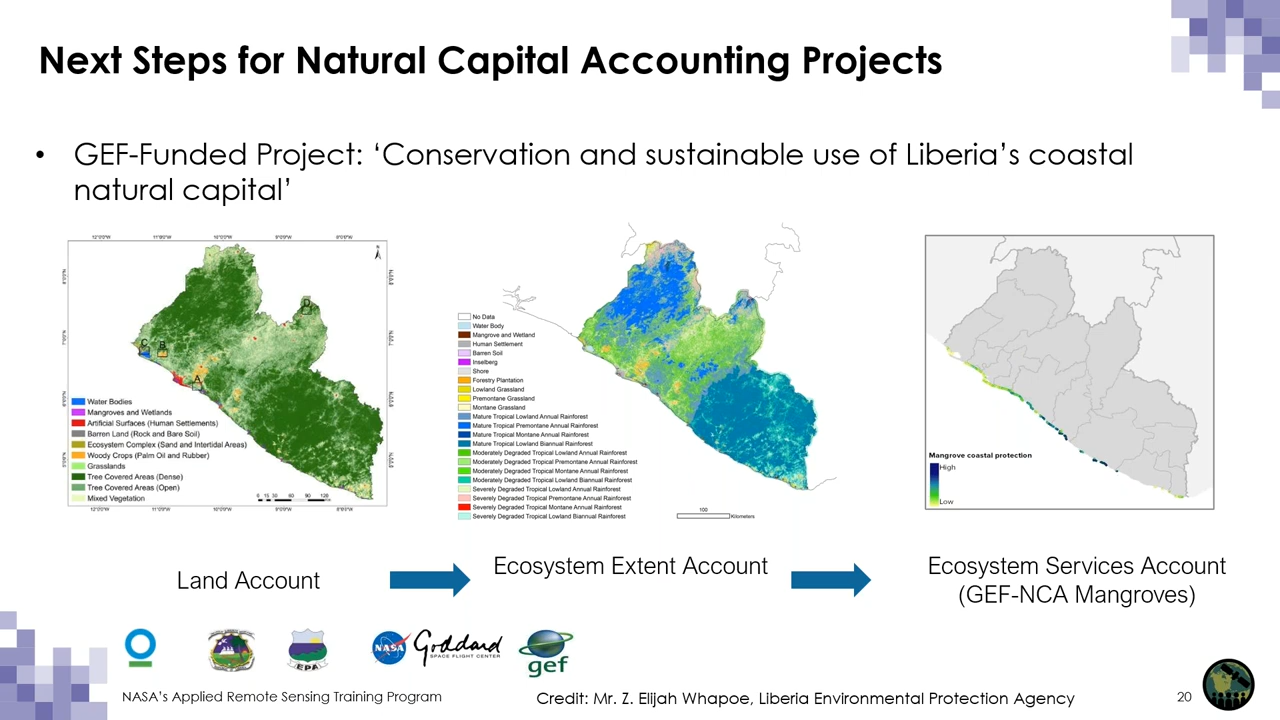 Next Steps for Natural Capital Accounting Projects
• GEF-Funded Project: ‘Conservation and sustainable use of Liberia’s coastal
natural capital’
N
D
C
B
A
Water Bodies
Mangroves and Wetlands
Artificial Surfaces (Human Settlements)
Barren Land (Rock and Bare Soil)
Ecosystem Complex (Sand and Intertidal Areas)
Woody Crops (Palm Oil and Rubber)
Grasslands
Tree Covered Areas (Dense)
Tree Covered Areas (Open)
Mixed Vegetation
0 15 30 60 90 120
No Data
Water Body
Mangrove and Wetland
Human Settlement
Barren Soil
Inselberg
Shore
Forestry Plantation
Lowland Grassland
Premontane Grassland
Montane Grassland
Mature Tropical Lowland Annual Rainforest
Mature Tropical Premontane Annual Rainforest
Mature Tropical Montane Annual Rainforest
Mature Tropical Lowland Biannual Rainforest
Moderately Degraded Tropical Lowland Annual Rainforest
Moderately Degraded Tropical Premontane Annual Rainforest
Moderately Degraded Tropical Montane Annual Rainforest
Moderately Degraded Tropical Lowland Biannual Rainforest
Severely Degraded Tropical Lowland Annual Rainforest
Severely Degraded Tropical Premontane Annual Rainforest
Severely Degraded Tropical Montane Annual Rainforest
Severely Degraded Tropical Lowland Biannual Rainforest
100
Kilometers
Mangrove coastal protection
High
Low
Land Account
Ecosystem Extent Account
Ecosystem Services Account
(GEF-NCA Mangroves)
EPA
NASA
Goddard
SPACE FLIGHT CENTER
gef
NASA’s Applied Remote Sensing Training Program
Credit: Mr. Z. Elijah Whapoe, Liberia Environmental Protection Agency
20